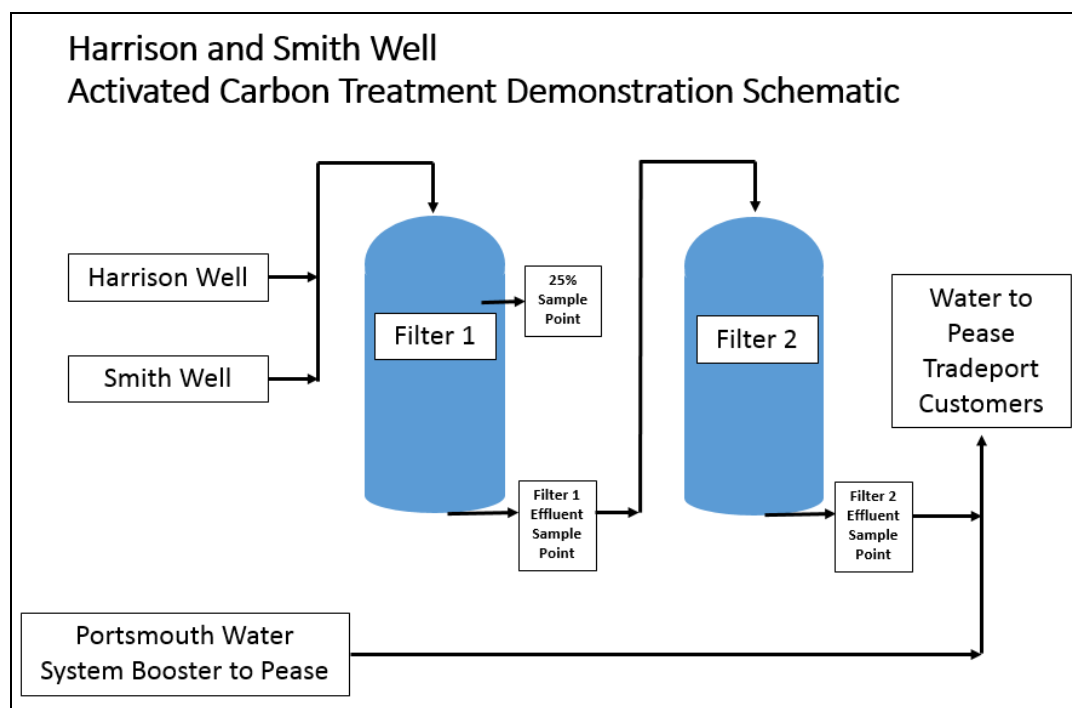 Harrison and Smith Well
Activated Carbon Treatment Demonstration Schematic
Harrison Well
Smith Well
Filter 1
25%
Sample
Point
Filter 1
Effluent
Sample
Point
Filter 2
Filter 2
Effluent
Sample
Point
Water to
Pease
Tradeport
Customers
Portsmouth Water
System Booster to Pease